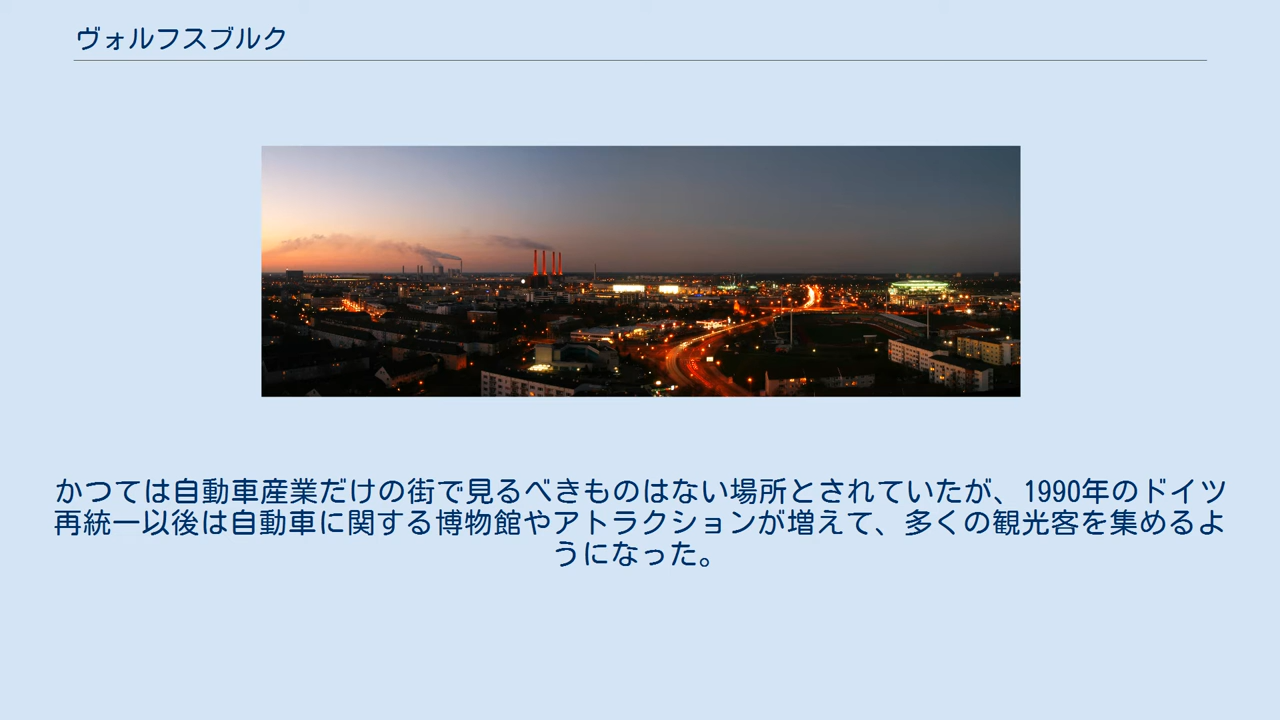 ヴォルフスブルク
かつては自動車産業だけの街で見るべきものはない場所とされていたが、1990年のドイツ
再統一以後は自動車に関する博物館やアトラクションが増えて、多くの観光客を集めるよ
うになった。